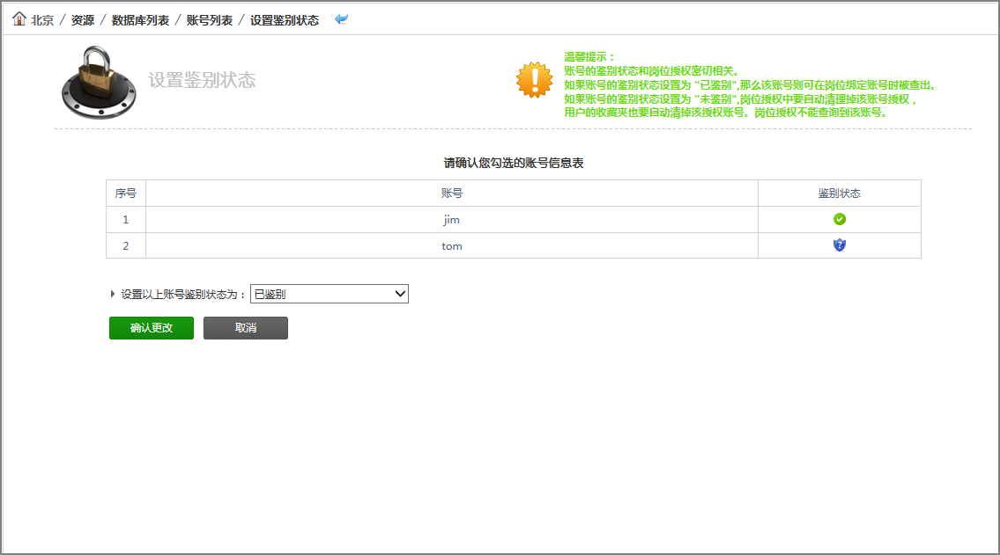 北京 / 资源 / 数据库列表 / 账号列表 / 设置鉴别状态
设置鉴别状态
温馨提示：
账号的鉴别状态和岗位授权密切相关。
如果账号的鉴别状态设置为 "已鉴别",那么该账号则可在岗位绑定账号时被查出。
如果账号的鉴别状态设置为 "未鉴别",岗位授权中要自动清理掉该账号授权，
用户的收藏夹也要自动清掉该授权账号。岗位授权不能查询到该账号。
请确认您勾选的账号信息表
序号 账号 鉴别状态
1 jim
2 tom
设置以上账号鉴别状态为： 已鉴别
确认更改 取消